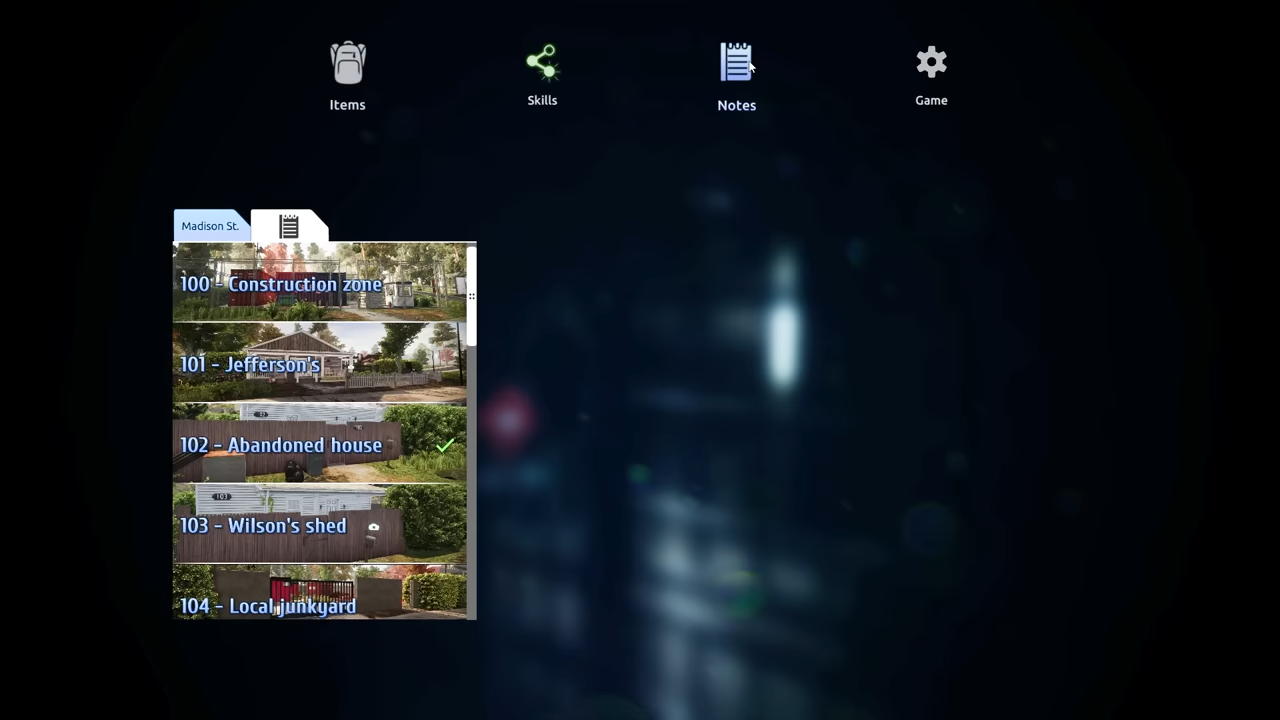 Items
Skills
Notes
Game
Madison St.
100 - Construction zone
101 - Jefferson's
102 - Abandoned house
103
103 - Wilson's shed
104 - Local junkyard